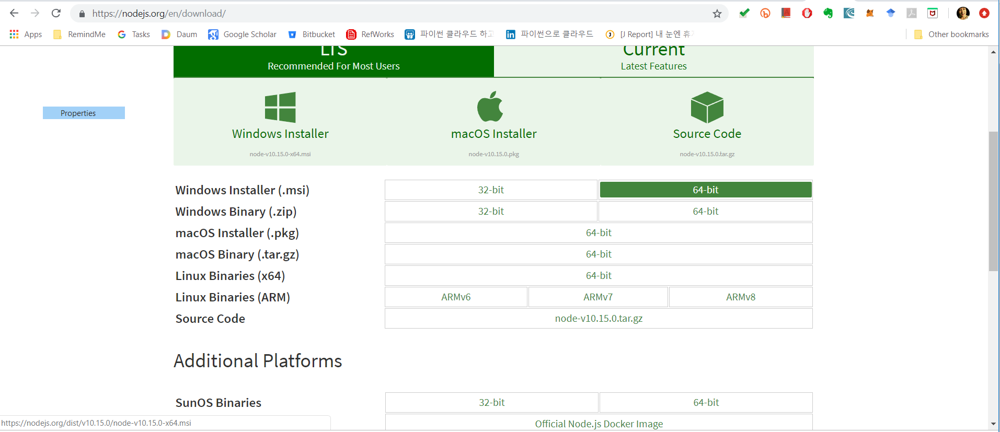 https://nodejs.org/en/download/
Apps RemindMe Tasks Daum Google Scholar Bitbucket RefWorks 파이썬 클라우드 하고 파이썬으로 클라우드 [J Report] 내 눈엔 휴 Other bookmarks
LTS
Recommended For Most Users
Current
Latest Features
Properties
Windows Installer
node-v10.15.0-x64.msi
macOS Installer
node-v10.15.0.pkg
Source Code
node-v10.15.0.tar.gz
Windows Installer (.msi) 32-bit 64-bit
Windows Binary (.zip) 32-bit 64-bit
macOS Installer (.pkg) 64-bit
macOS Binary (.tar.gz) 64-bit
Linux Binaries (x64) 64-bit
Linux Binaries (ARM) ARMv6 ARMv7 ARMv8
Source Code node-v10.15.0.tar.gz
Additional Platforms
SunOS Binaries 32-bit 64-bit
Official Node.js Docker Image
https://nodejs.org/dist/v10.15.0/node-v10.15.0-x64.msi